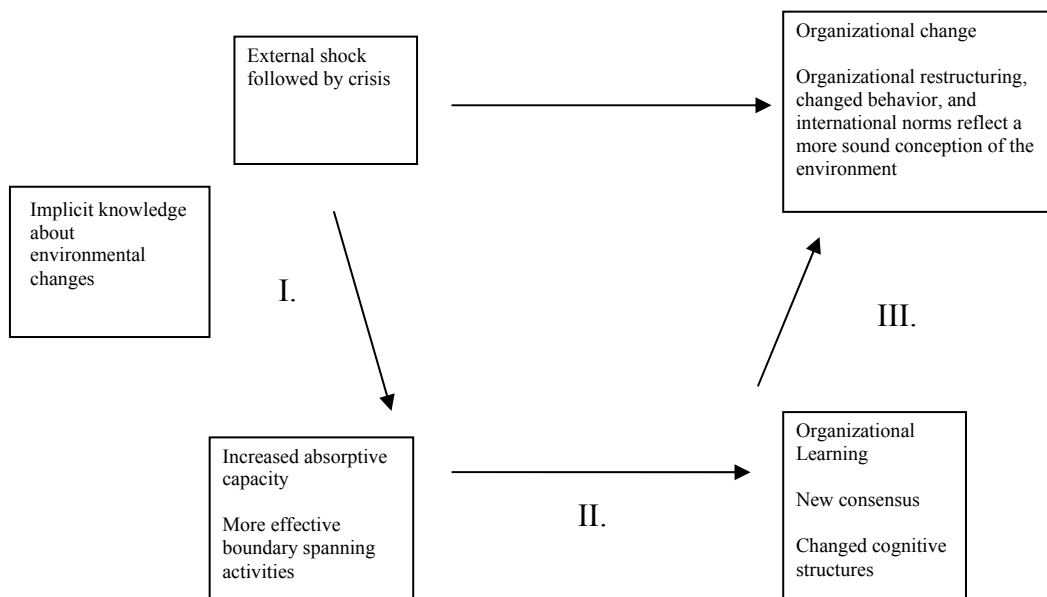 External shock
followed by crisis
Organizational change
Organizational restructuring,
changed behavior, and
international norms reflect a
more sound conception of the
environment
Implicit knowledge
about
environmental
changes
I.
III.
Increased absorptive
capacity
More effective
boundary spanning
activities
II.
Organizational
Learning
New consensus
Changed cognitive
structures